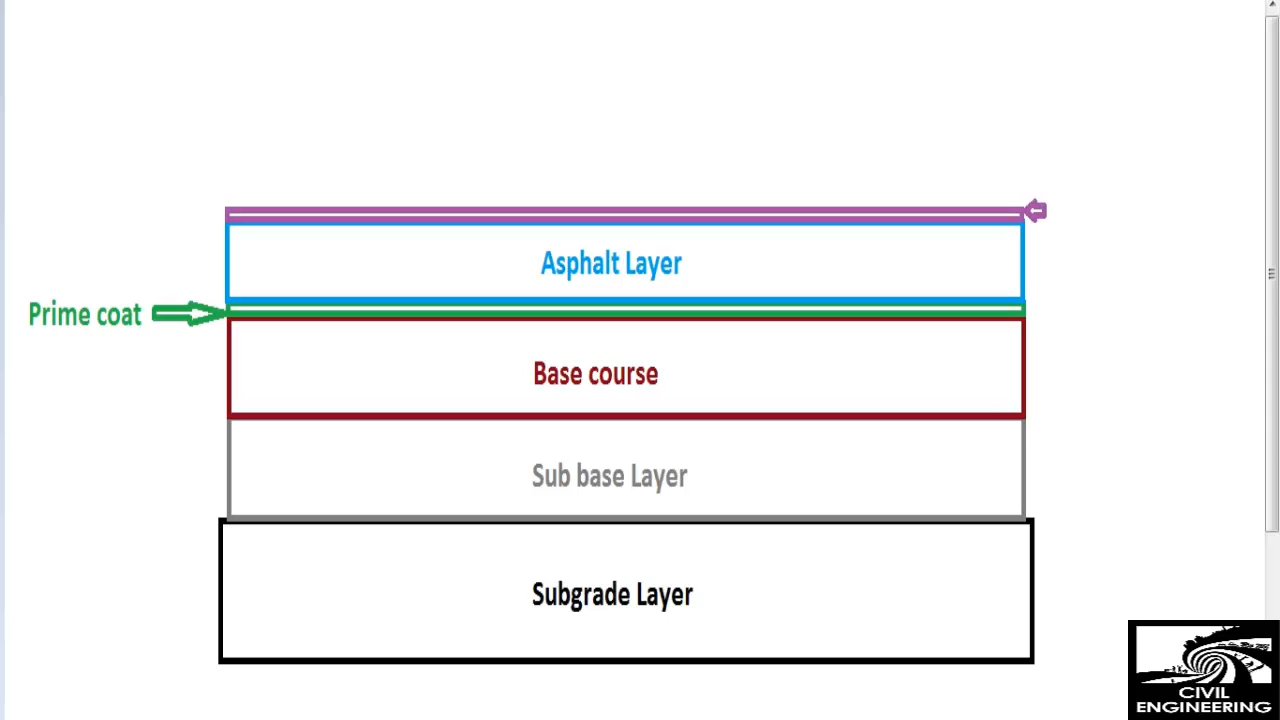 Asphalt Layer
Prime coat
Base course
Sub base Layer
Subgrade Layer
CIVIL
ENGINEERING